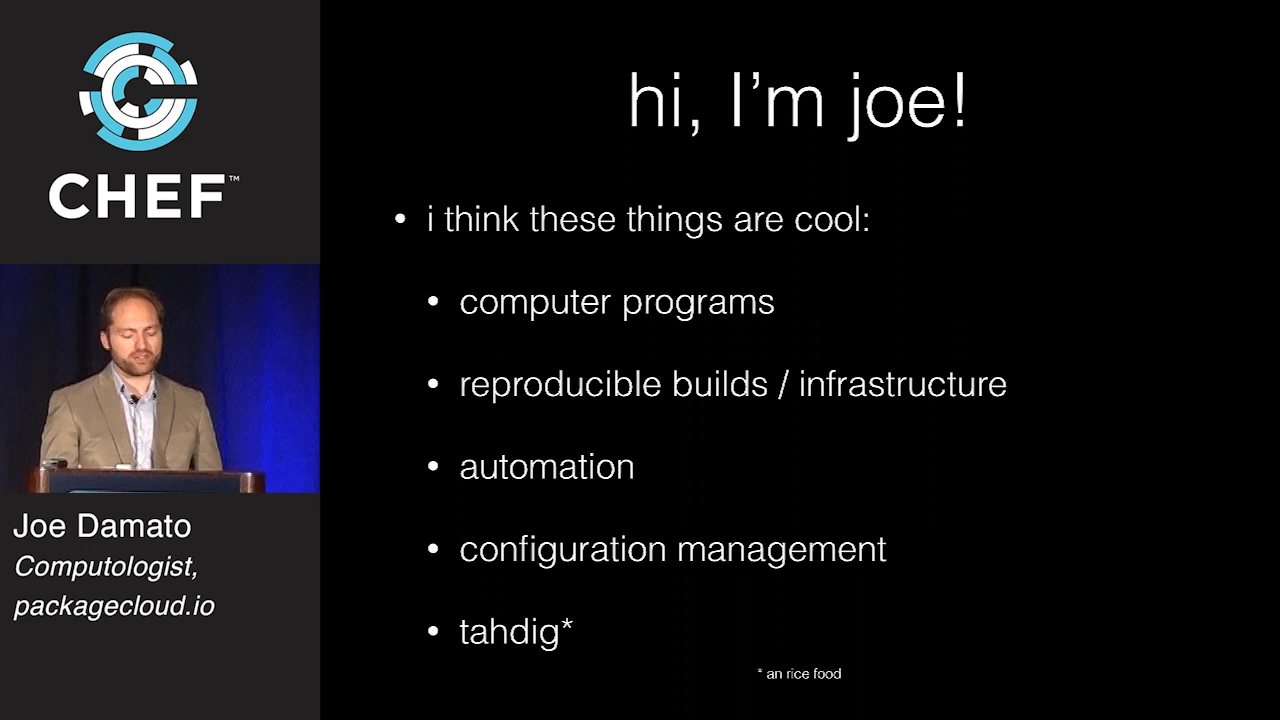 CHEF™
Joe Damato
Computologist,
packagecloud.io
hi, I'm joe!
• i think these things are cool:
• computer programs
• reproducible builds / infrastructure
• automation
• configuration management
• tahdig*
* an rice food